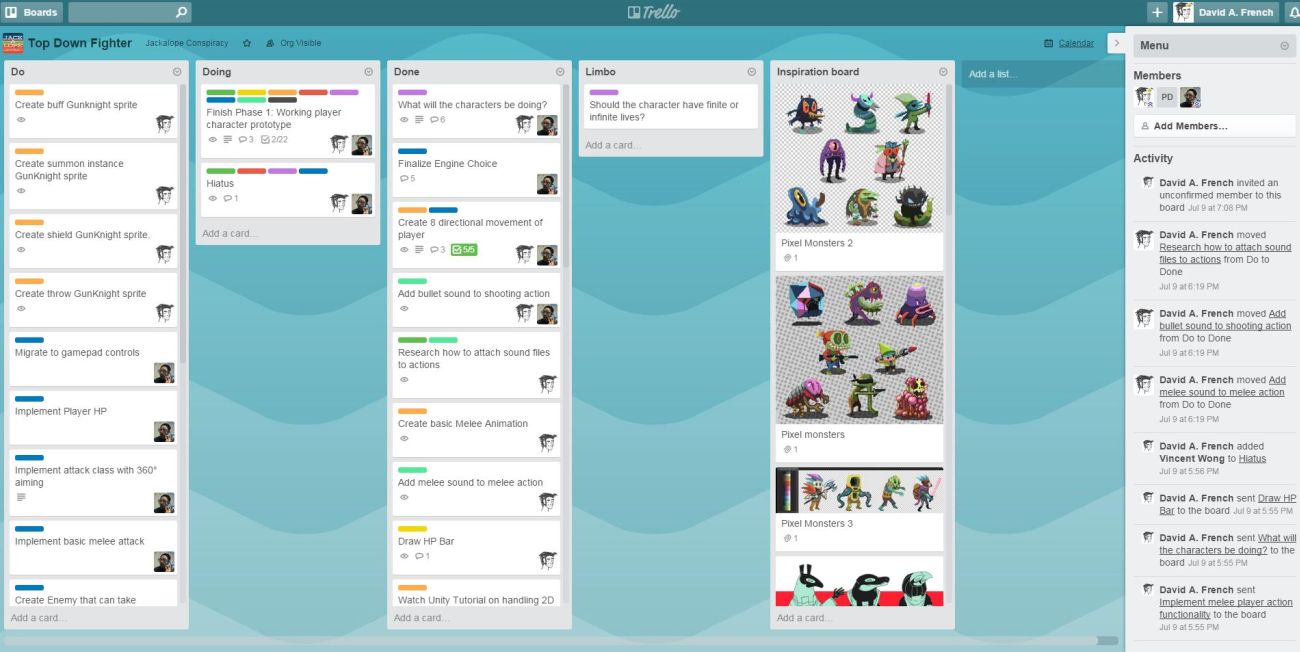 Boards
Trello
David A. French
JACK
LOPE
Top Down Fighter
Jackalope Conspiracy
Org Visible
Calendar
Do
Create buff Gunknight sprite
Create summon instance
GunKnight sprite
Create shield GunKnight sprite.
Create throw GunKnight sprite
Migrate to gamepad controls
Implement Player HP
Implement attack class with 360°
aiming
Implement basic melee attack
Create Enemy that can take
Add a card…
Doing
Finish Phase 1: Working player
character prototype
3 2/22
Hiatus
1
Add a card…
Done
What will the characters be doing?
6
Finalize Engine Choice
5
Create 8 directional movement of
player
3 5/5
Add bullet sound to shooting action
Research how to attach sound files
to actions
Create basic Melee Animation
Add melee sound to melee action
Draw HP Bar
1
Watch Unity Tutorial on handling 2D
Add a card…
Limbo
Should the character have finite or
infinite lives?
Add a card…
Inspiration board
Pixel Monsters 2
1
Pixel monsters
1
Pixel Monsters 3
1
Add a card…
Add a list…
Menu
Members
PD
Add Members…
Activity
David A. French invited an
unconfirmed member to this
board Jul 9 at 7:08 PM
David A. French moved
Research how to attach sound
files to actions from Do to
Done
Jul 9 at 6:19 PM
David A. French moved Add
bullet sound to shooting action
from Do to Done
Jul 9 at 6:19 PM
David A. French moved Add
melee sound to melee action
from Do to Done
Jul 9 at 6:19 PM
David A. French added
Vincent Wong to Hiatus
Jul 9 at 5:56 PM
David A. French sent Draw HP
Bar to the board Jul 9 at 5:55 PM
David A. French sent What will
the characters be doing? to the
board Jul 9 at 5:55 PM
David A. French sent
Implement melee player action
functionality to the board
Jul 9 at 5:55 PM